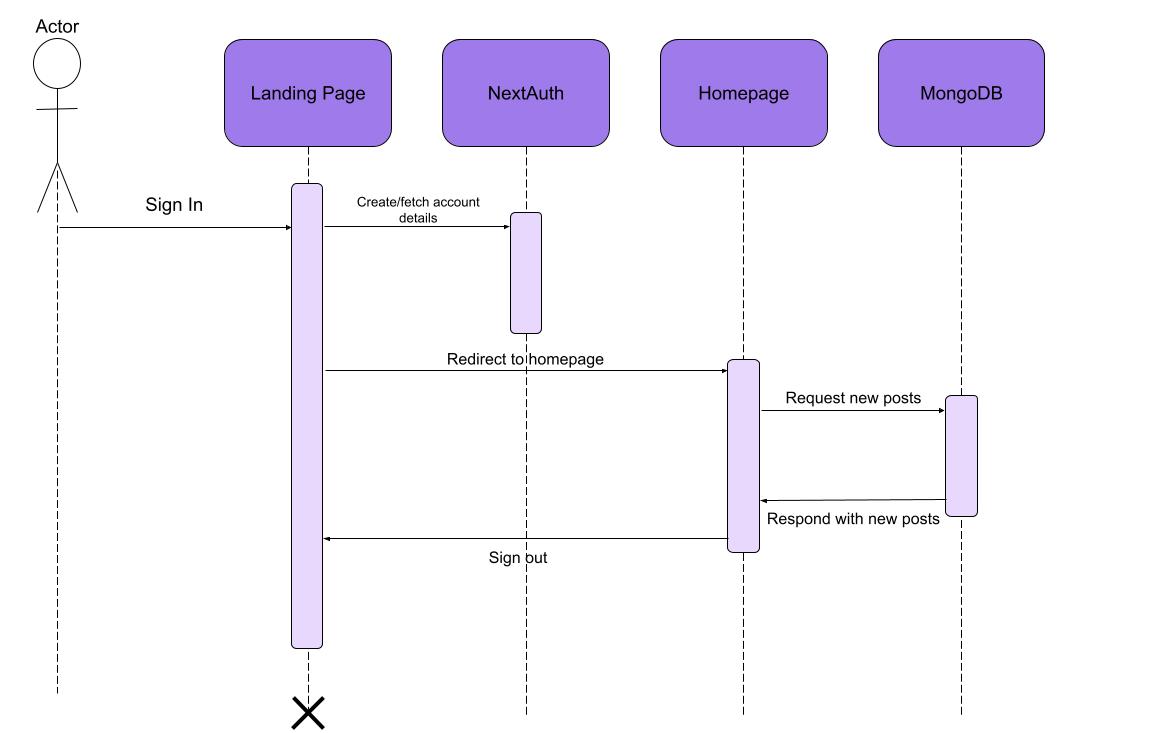 Actor
Landing Page
NextAuth
Homepage
MongoDB
Sign In
Create/fetch account
details
Redirect to homepage
Request new posts
Respond with new posts
Sign out